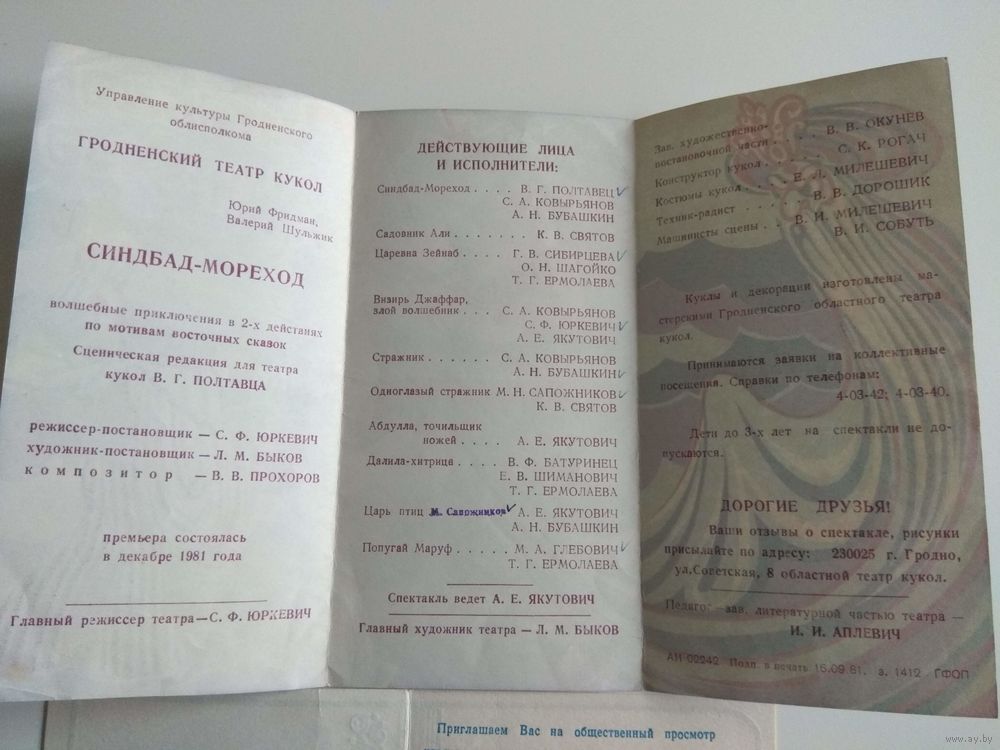 Управление культуры Гродненского
облисполкома
ГРОДНЕНСКИЙ ТЕАТР КУКОЛ
Юрий Фридман,
Валерий Шульжик
СИНДБАД-МОРЕХОД
волшебные приключения в 2-х действиях
по мотивам восточных сказок
Сценическая редакция для театра
кукол В. Г. ПОЛТАВЦА
режиссер-постановщик — С. Ф. ЮРКЕВИЧ
художник-постановщик — Л. М. БЫКОВ
композитор — В. В. ПРОХОРОВ
премьера состоялась
в декабре 1981 года
Главный режиссер театра — С. Ф. ЮРКЕВИЧ
ДЕЙСТВУЮЩИЕ ЛИЦА
И ИСПОЛНИТЕЛИ:
Синдбад-Мореход . . . . В. Г. ПОЛТАВЕЦ ✓
С. А. КОВЫРЬЯНОВ
А. Н. БУБАШКИН
Садовник Али . . . . . . . К. В. СВЯТОВ
Царевна Зейнаб . . . . Г. В. СИБИРЦЕВА ✓
О. Н. ШАГОЙКО
Т. Г. ЕРМОЛАЕВА
Визирь Джаффар,
злой волшебник . . . С. А. КОВЫРЬЯНОВ
С. Ф. ЮРКЕВИЧ ✓
А. Е. ЯКУТОВИЧ
Стражник . . . . . . С. А. КОВЫРЬЯНОВ
А. Н. БУБАШКИН ✓
Одноглазый стражник М. Н. САПОЖНИКОВ ✓
К. В. СВЯТОВ
Абдулла, точильщик
ножей . . . . А. Е. ЯКУТОВИЧ
Далила-хитрица . . . . В. Ф. БАТУРИНЕЦ
Е. В. ШИМАНОВИЧ
Т. Г. ЕРМОЛАЕВА
Царь птиц М. Сапожников ✓ А. Е. ЯКУТОВИЧ
А. Н. БУБАШКИН
Попугай Маруф . . . . . М. А. ГЛЕБОВИЧ ✓
Т. Г. ЕРМОЛАЕВА
Спектакль ведет А. Е. ЯКУТОВИЧ
Главный художник театра — Л. М. БЫКОВ
Зав. художественно-
постановочной части . . . В. В. ОКУНЕВ
Конструктор кукол . . . . . С. К. РОГАЧ
Костюмы кукол . . . . Е. Л. МИЛЕШЕВИЧ
Техник-радист . . . . . В. В. ДОРОШИК
Машинисты сцены . . В. И. МИЛЕШЕВИЧ
В. И. СОБУТЬ
Куклы и декорации изготовлены ма-
стерскими Гродненского областного театра
кукол.
Принимаются заявки на коллективные
посещения. Справки по телефонам:
4-03-42; 4-03-40.
Дети до 3-х лет на спектакли не до-
пускаются.
ДОРОГИЕ ДРУЗЬЯ!
Ваши отзывы о спектакле, рисунки
присылайте по адресу: 230025 г. Гродно,
ул.Советская, 8 областной театр кукол.
Педагог зав. литературной частью театра —
И. И. АПЛЕВИЧ
АН 00242 Подп. в печать 16.09.81. з. 1412 ГФОП
Приглашаем Вас на общественный просмотр
www.ay.by